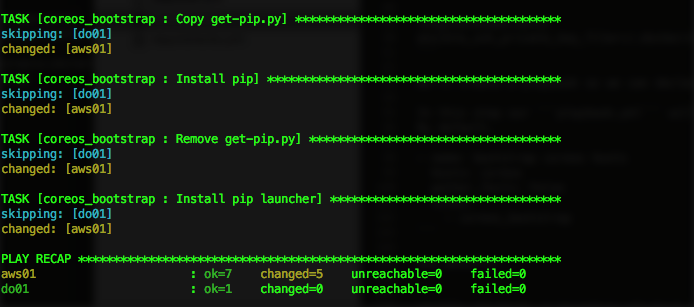 TASK [coreos_bootstrap : Copy get-pip.py] **************************************
skipping: [do01]
changed: [aws01]
TASK [coreos_bootstrap : Install pip] ******************************************
skipping: [do01]
changed: [aws01]
TASK [coreos_bootstrap : Remove get-pip.py] ************************************
skipping: [do01]
changed: [aws01]
TASK [coreos_bootstrap : Install pip launcher] *********************************
skipping: [do01]
changed: [aws01]
PLAY RECAP *********************************************************************
aws01 : ok=7 changed=5 unreachable=0 failed=0
do01 : ok=1 changed=0 unreachable=0 failed=0